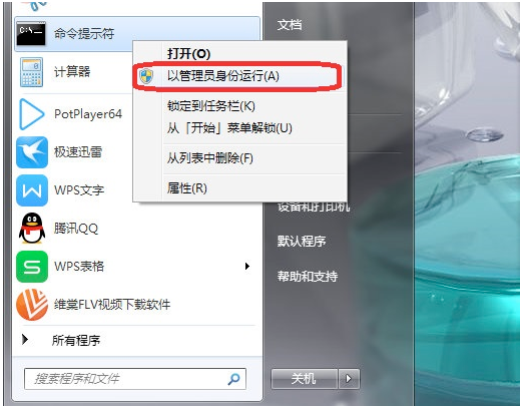 命令提示符
计算器
PotPlayer64
极速迅雷
WPS文字
腾讯QQ
WPS表格
维棠FLV视频下载软件
所有程序
搜索程序和文件
打开(O)
以管理员身份运行(A)
锁定到任务栏(K)
从「开始」菜单解锁(U)
从列表中删除(F)
属性(R)
文档
设备和打印机
默认程序
帮助和支持
关机